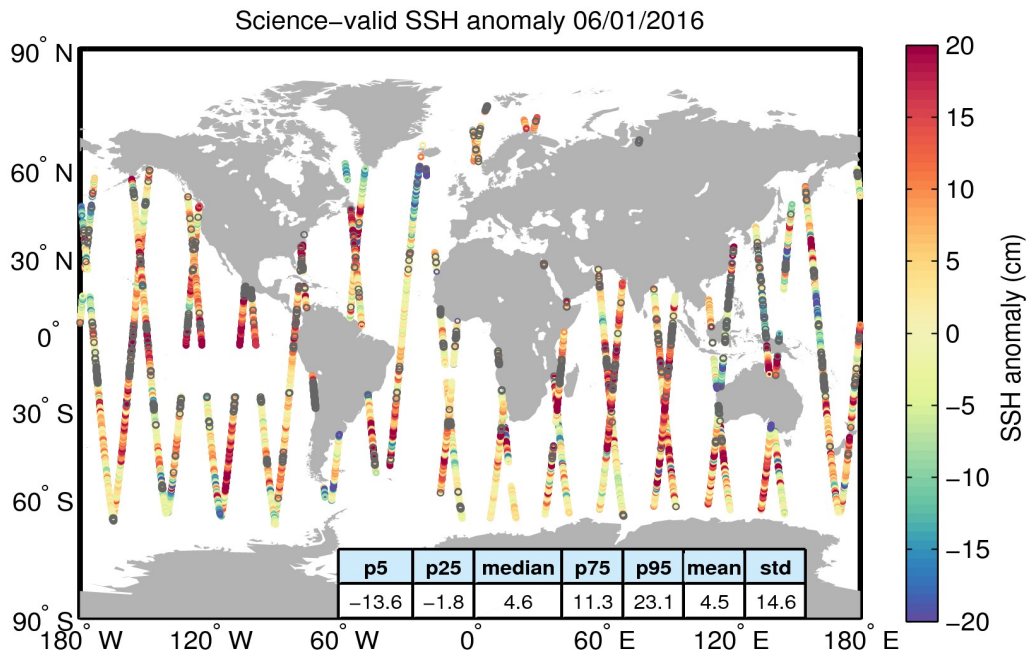 Science−valid SSH anomaly 06/01/2016
90° N
60° N
30° N
0°
30° S
60° S
90° S
180° W
120° W
60° W
0°
60° E
120° E
180° E
p5 p25 median p75 p95 mean std
−13.6 −1.8 4.6 11.3 23.1 4.5 14.6
20
15
10
5
0
−5
−10
−15
−20
SSH anomaly (cm)